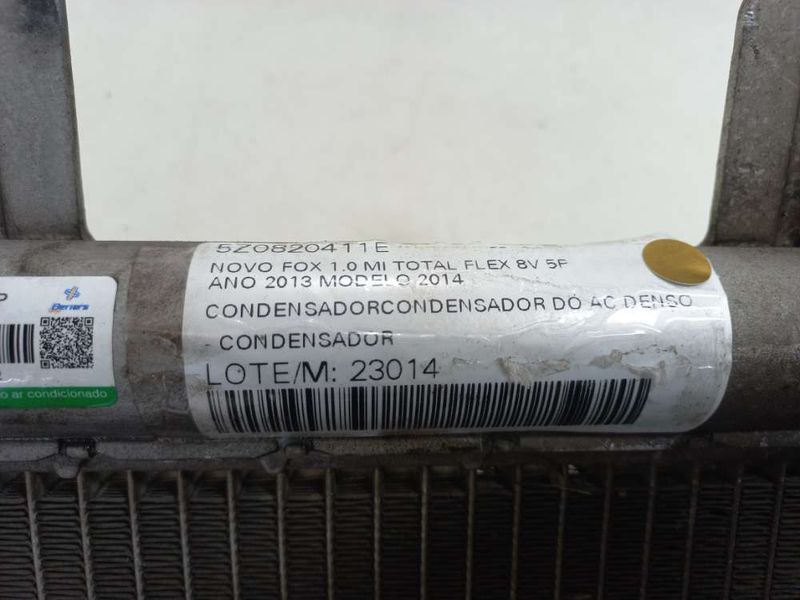 5Z0820411E
NOVO FOX 1.0 MI TOTAL FLEX 8V 5P
ANO 2013 MODELO 2014
CONDENSADORCONDENSADOR DO AC DENSO
- CONDENSADOR
LOTE/M: 23014
P
o ar condicionado